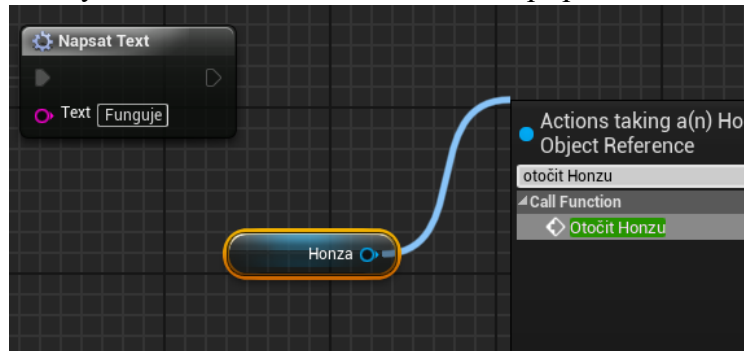 Napsat Text
Text Funguje
Actions taking a(n) Ho
Object Reference
otočit Honzu
Call Function
Otočit Honzu
Honza